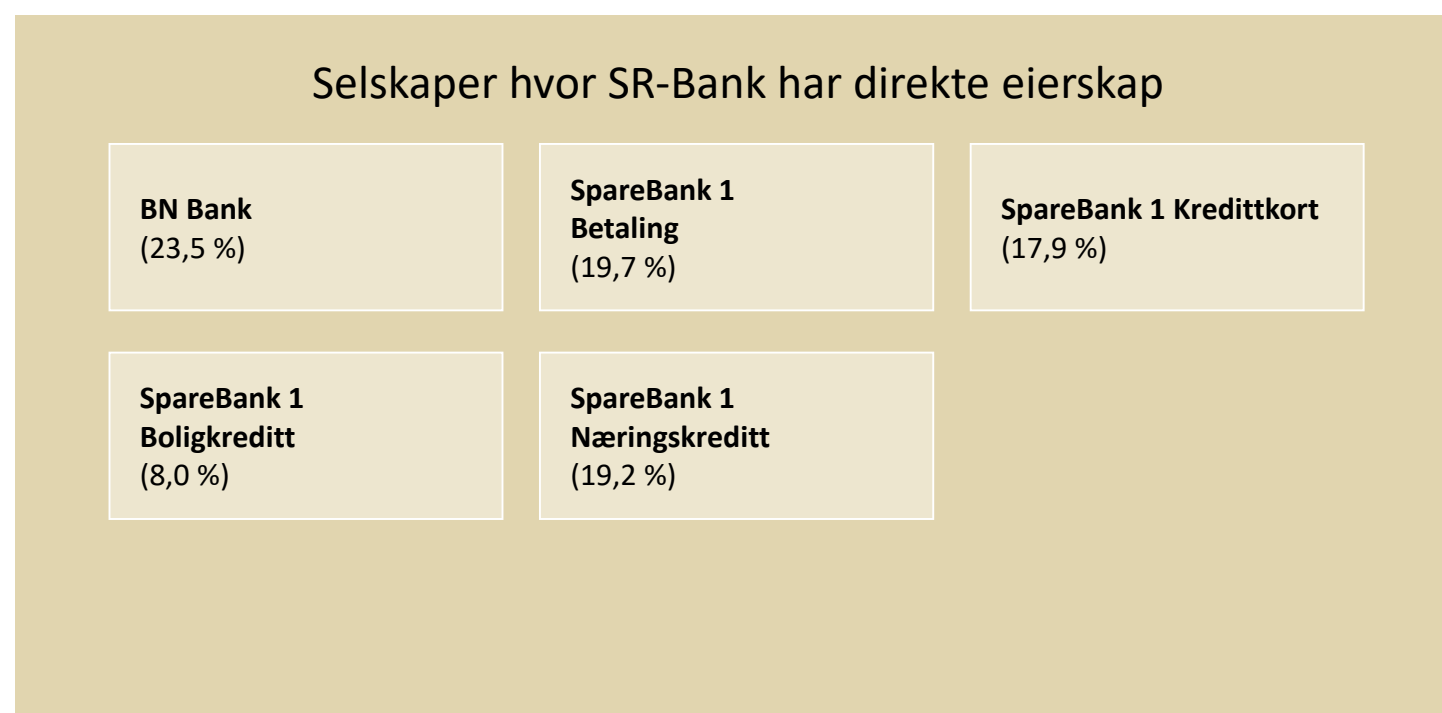 Selskaper hvor SR-Bank har direkte eierskap
BN Bank
(23,5 %)
SpareBank 1
Betaling
(19,7 %)
SpareBank 1 Kredittkort
(17,9 %)
SpareBank 1
Boligkreditt
(8,0 %)
SpareBank 1
Næringskreditt
(19,2 %)